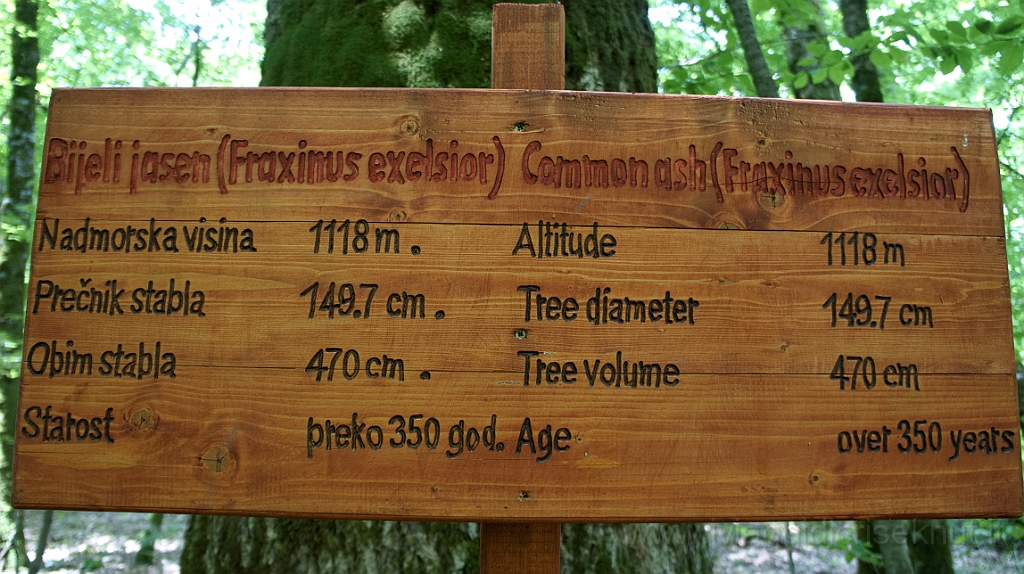 Bijeli jasen (Fraxinus exelsior) Common ash (Fraxinus exelsior)
Nadmorska visina 1118 m . Altitude 1118 m
Prečnik stabla 149.7 cm . Tree diameter 149.7 cm
Obim stabla 470 cm . Tree volume 470 cm
Starost preko 350 god. Age over 350 years